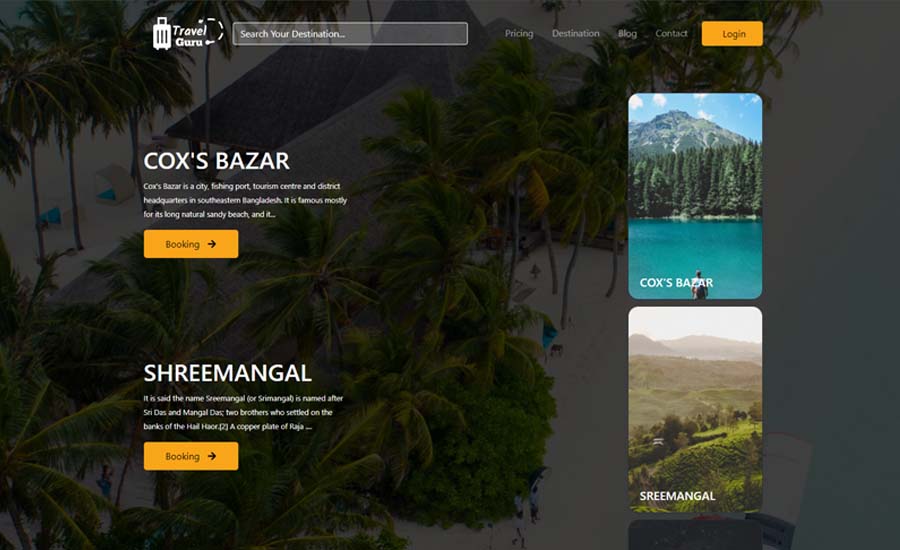 Travel
Guru
Search Your Destination...
Pricing
Destination
Blog
Contact
Login
COX'S BAZAR
Cox's Bazar is a city, fishing port, tourism centre and district
headquarters in southeastern Bangladesh. It is famous mostly
for its long natural sandy beach, and it...
Booking
COX'S BAZAR
SHREEMANGAL
It is said the name Sreemangal (or Srimangal) is named after
Sri Das and Mangal Das; two brothers who settled on the
banks of the Hail Haor.[2] A copper plate of Raja ....
Booking
SREEMANGAL